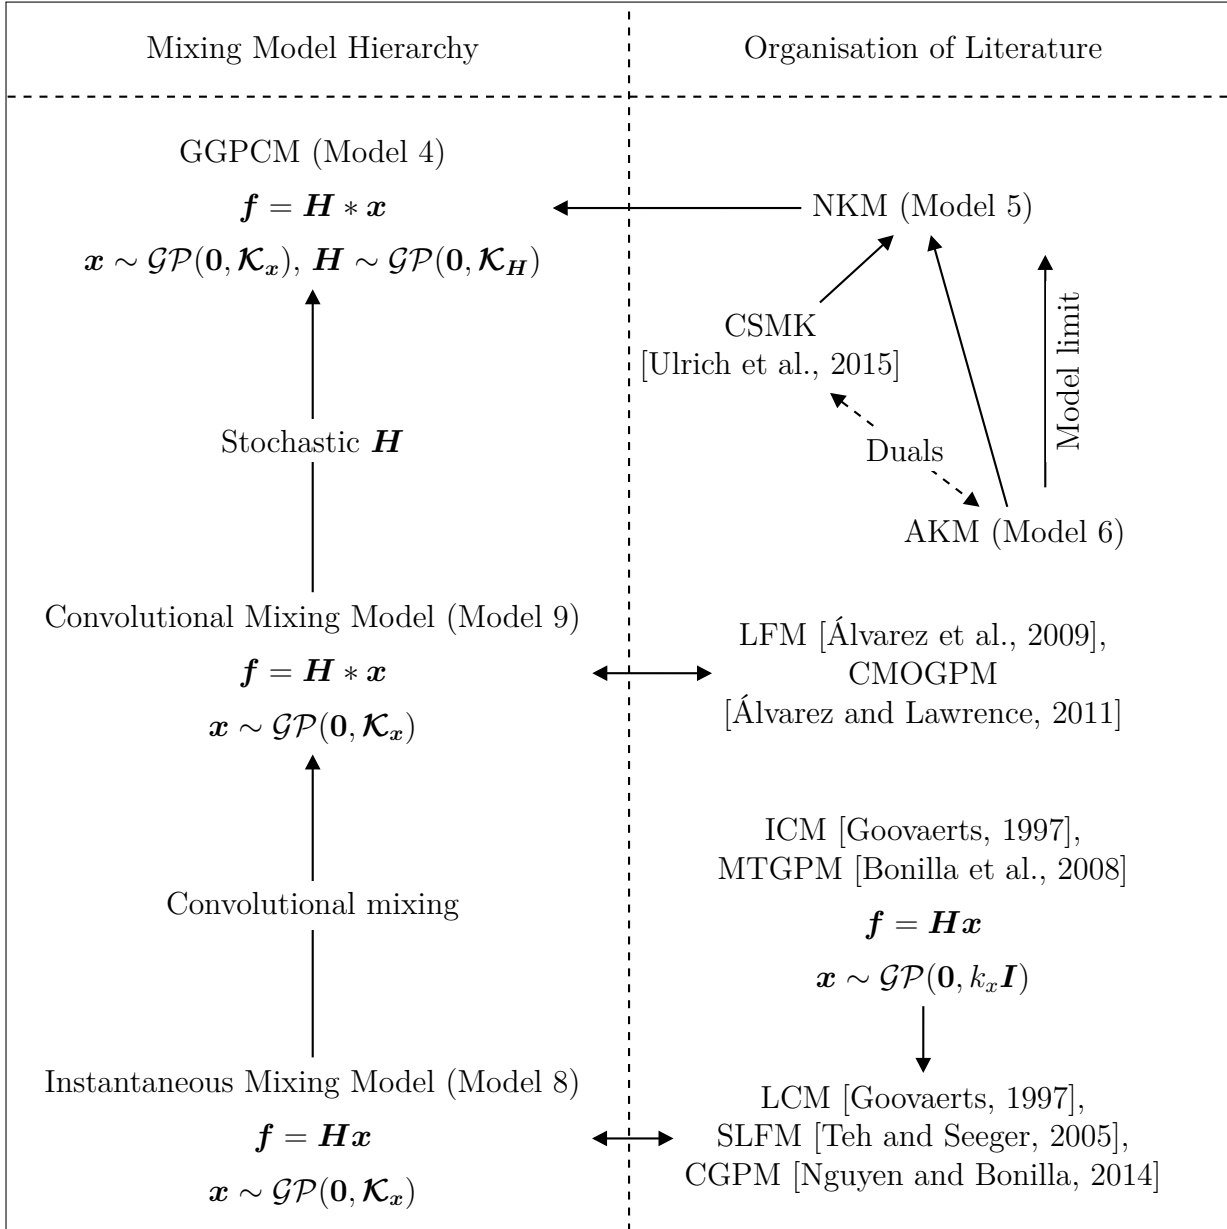 Mixing Model Hierarchy
Organisation of Literature
GGPCM (Model 4)
f = H ∗ x
x ∼ 𝒢𝒫(0, 𝒦ₓ), H ∼ 𝒢𝒫(0, 𝒦_H)
Stochastic H
Convolutional Mixing Model (Model 9)
f = H ∗ x
x ∼ 𝒢𝒫(0, 𝒦ₓ)
Convolutional mixing
Instantaneous Mixing Model (Model 8)
f = Hx
x ∼ 𝒢𝒫(0, 𝒦ₓ)
NKM (Model 5)
CSMK
[Ulrich et al., 2015]
Model limit
Duals
AKM (Model 6)
LFM [Álvarez et al., 2009],
CMOGPM
[Álvarez and Lawrence, 2011]
ICM [Goovaerts, 1997],
MTGPM [Bonilla et al., 2008]
f = Hx
x ∼ 𝒢𝒫(0, kₓI)
LCM [Goovaerts, 1997],
SLFM [Teh and Seeger, 2005],
CGPM [Nguyen and Bonilla, 2014]